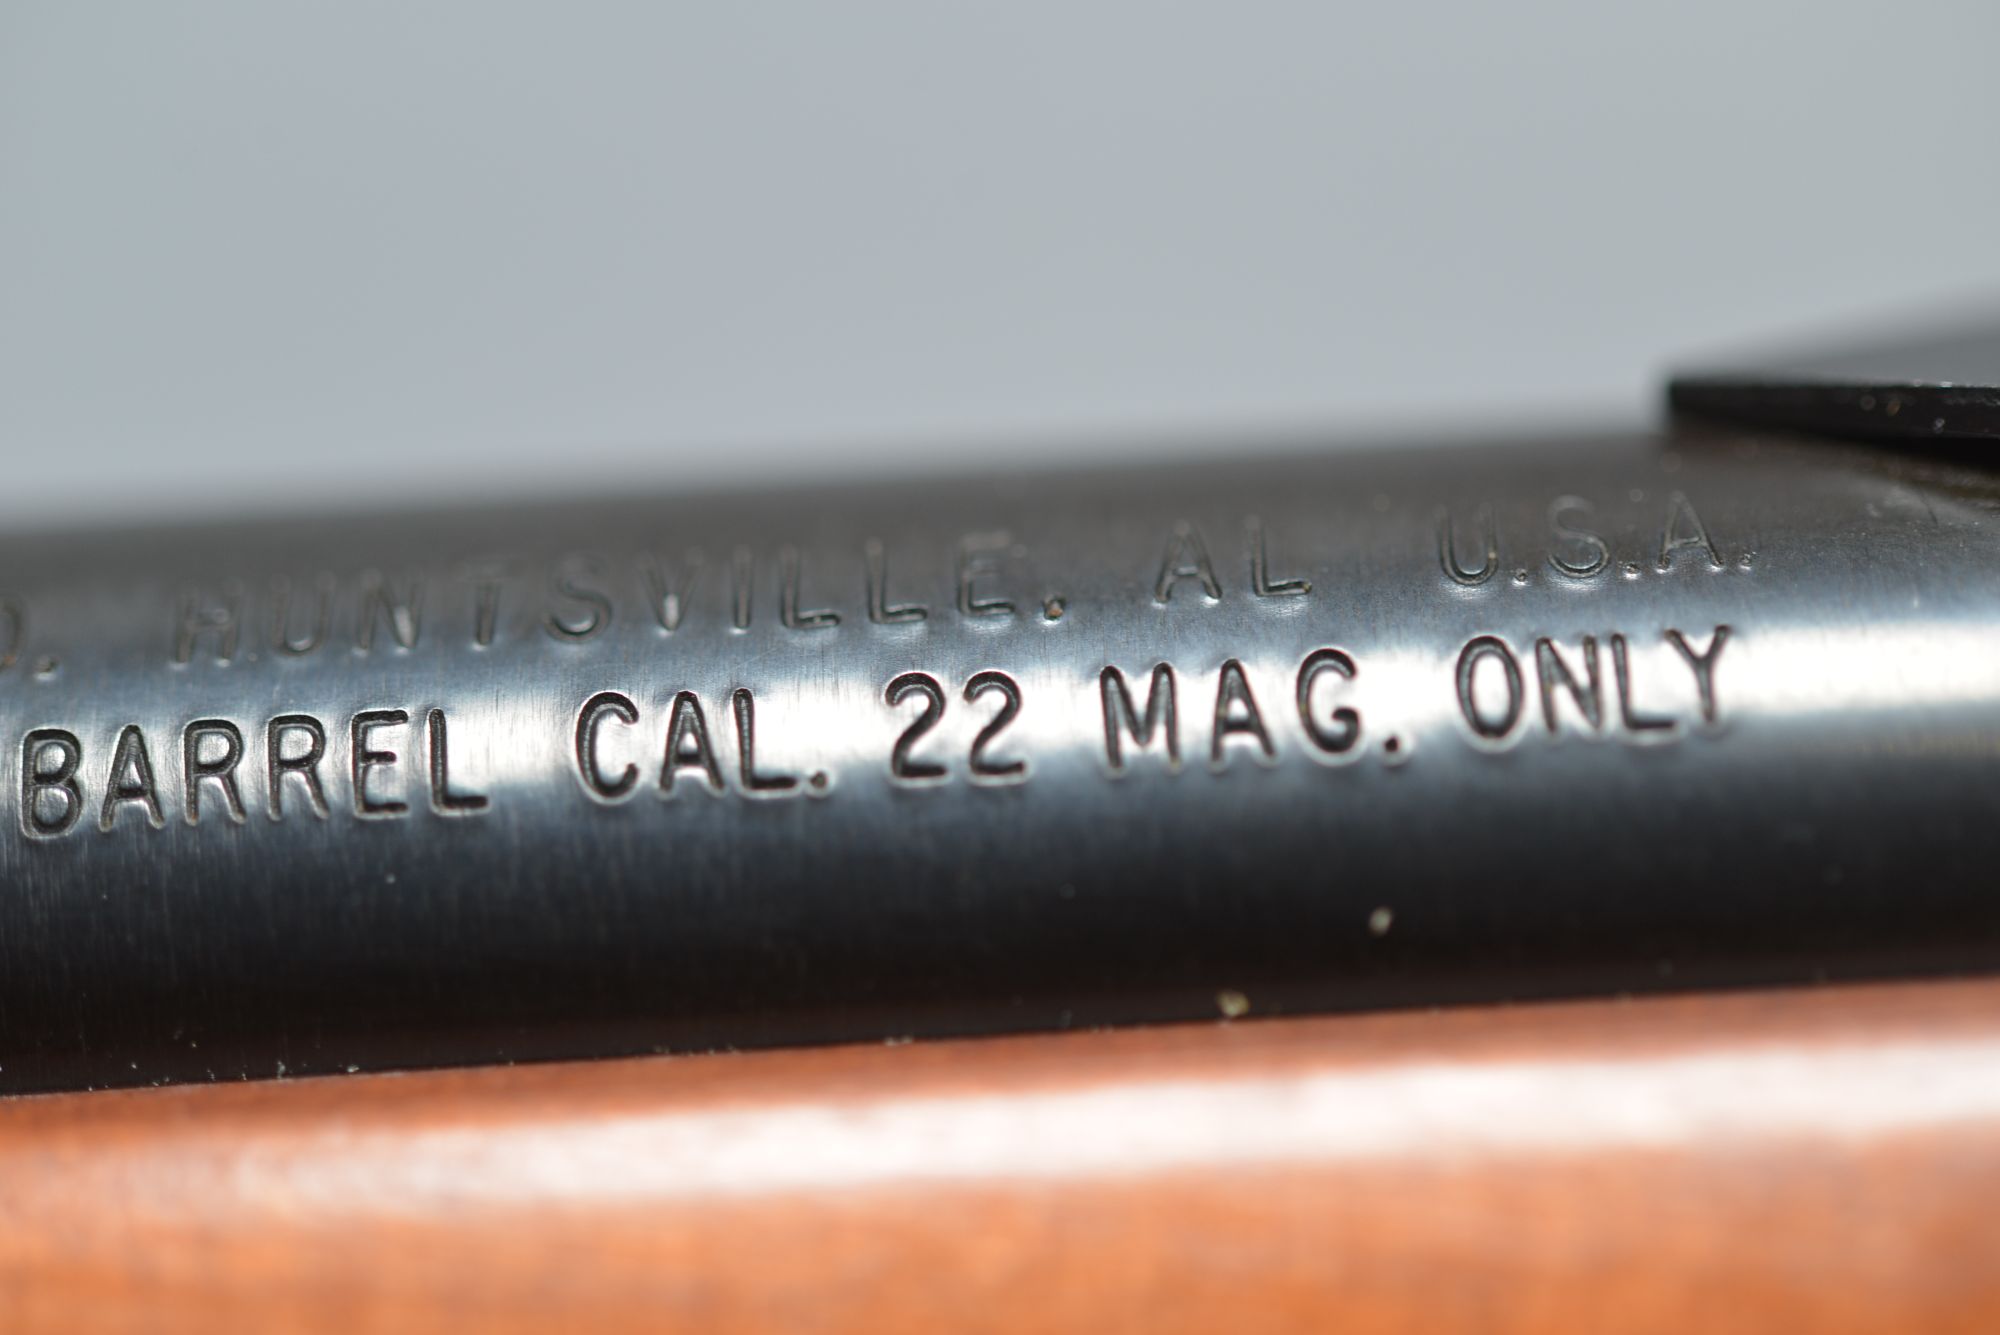 HUNTSVILLE, AL U.S.A.
BARREL CAL. 22 MAG. ONLY